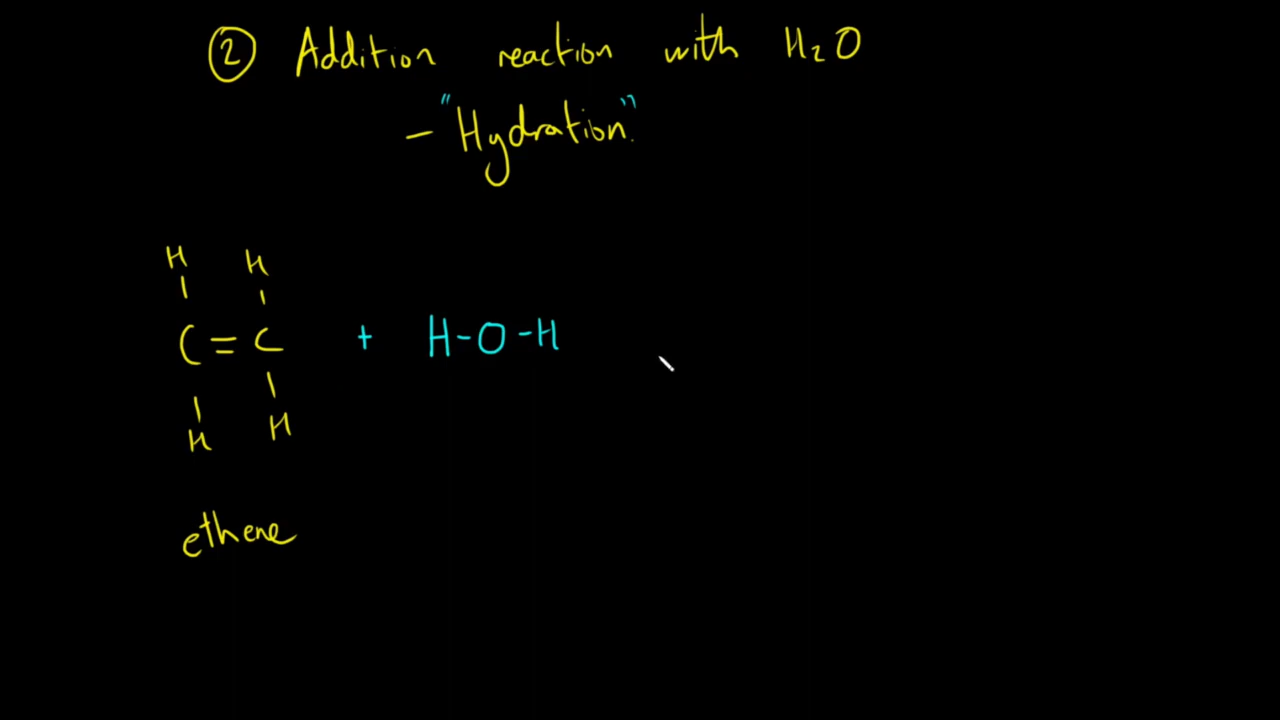 ② Addition reaction with H₂O
- "Hydration"
H H
C = C + H-O-H
H H
ethene